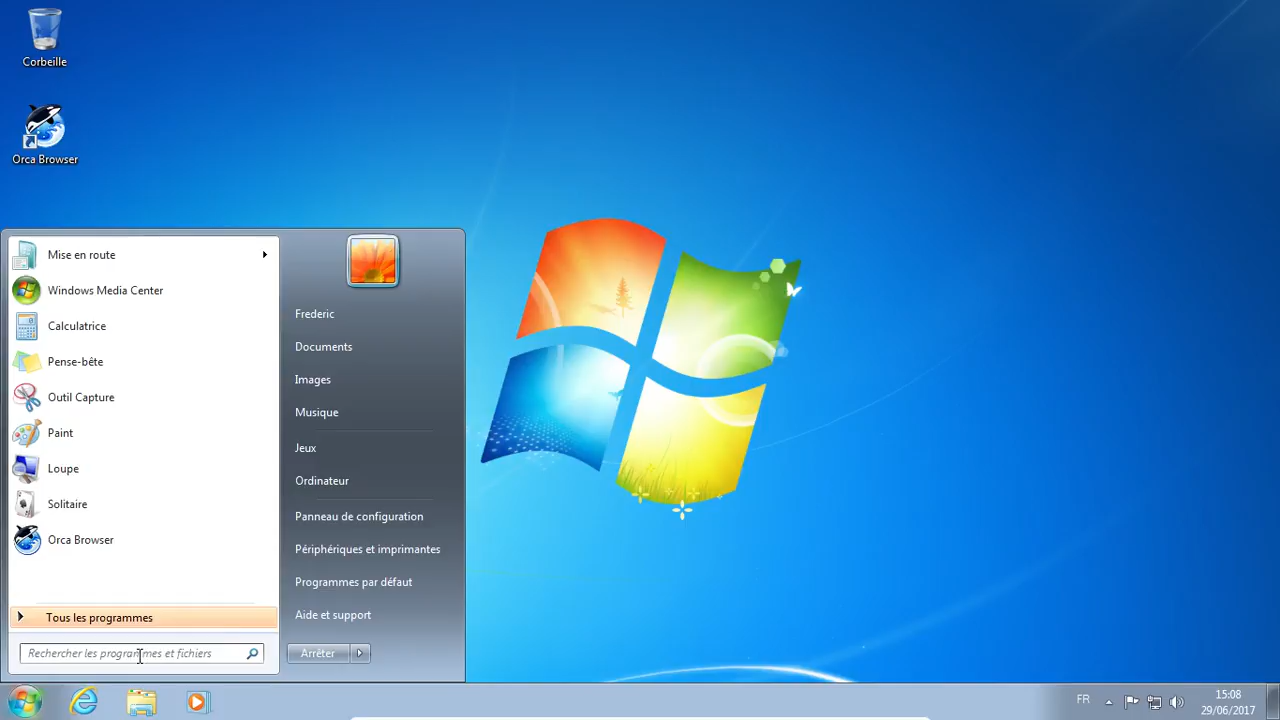 Corbeille
Orca Browser
Mise en route
Windows Media Center
Calculatrice
Pense-bête
Outil Capture
Paint
Loupe
Solitaire
Orca Browser
Tous les programmes
Rechercher les programmes et fichiers
Frederic
Documents
Images
Musique
Jeux
Ordinateur
Panneau de configuration
Périphériques et imprimantes
Programmes par défaut
Aide et support
Arrêter
FR
15:08
29/06/2017